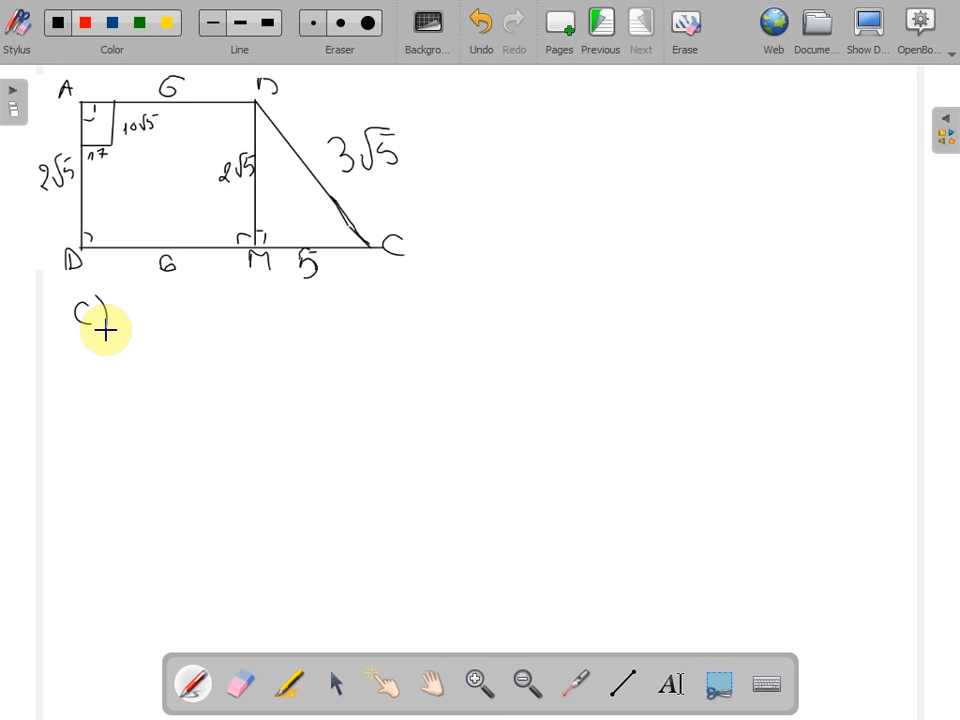 Stylus
Color
Line
Eraser
Backgro...
Undo
Redo
Pages
Previous
Next
Erase
Web
Docume...
Show D...
OpenBo...
A 6
10√5
17
2√5
2√5
3√5
D 6 M 5 C
C)